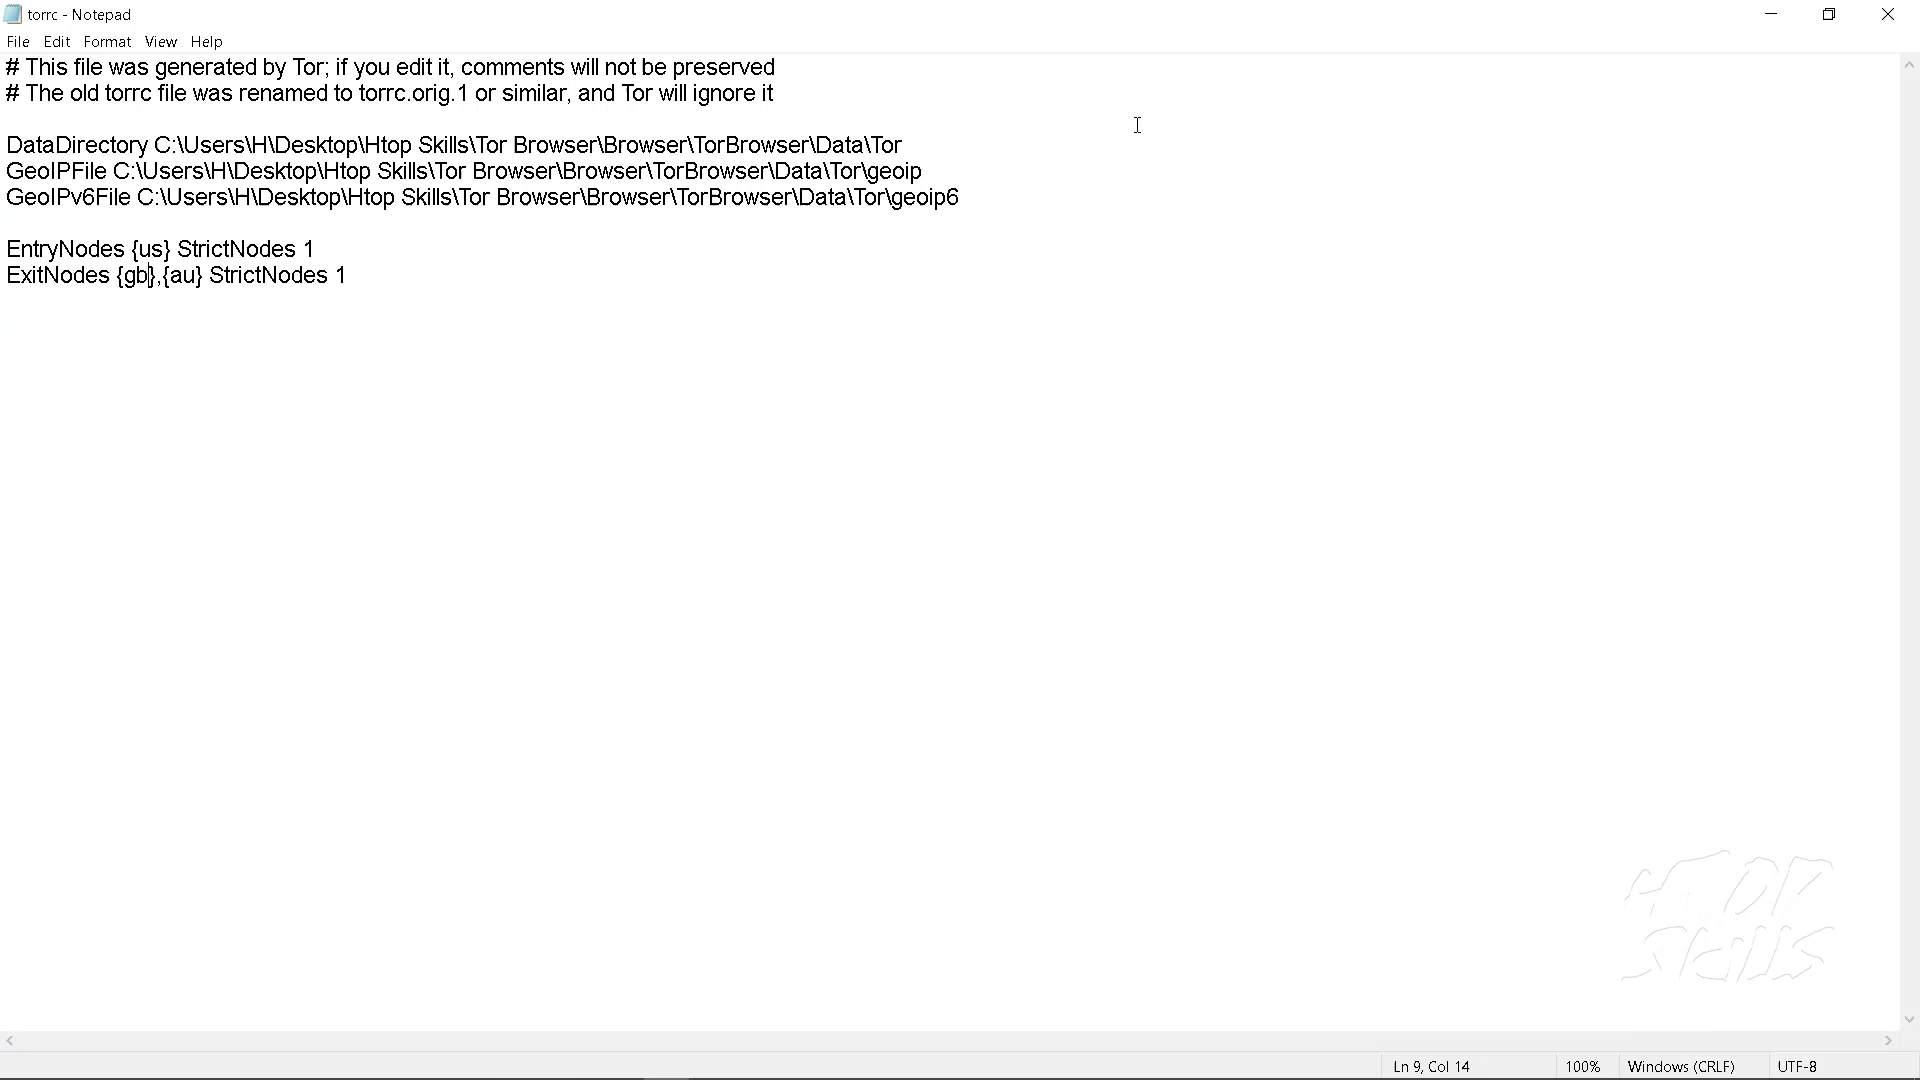 torrc - Notepad
File Edit Format View Help
# This file was generated by Tor; if you edit it, comments will not be preserved
# The old torrc file was renamed to torrc.orig.1 or similar, and Tor will ignore it
DataDirectory C:\Users\H\Desktop\Htop Skills\Tor Browser\Browser\TorBrowser\Data\Tor
GeoIPFile C:\Users\H\Desktop\Htop Skills\Tor Browser\Browser\TorBrowser\Data\Tor\geoip
GeoIPv6File C:\Users\H\Desktop\Htop Skills\Tor Browser\Browser\TorBrowser\Data\Tor\geoip6
EntryNodes {us} StrictNodes 1
ExitNodes {gb},{au} StrictNodes 1
HTOP
SKILLS
Ln 9, Col 14 100% Windows (CRLF) UTF-8